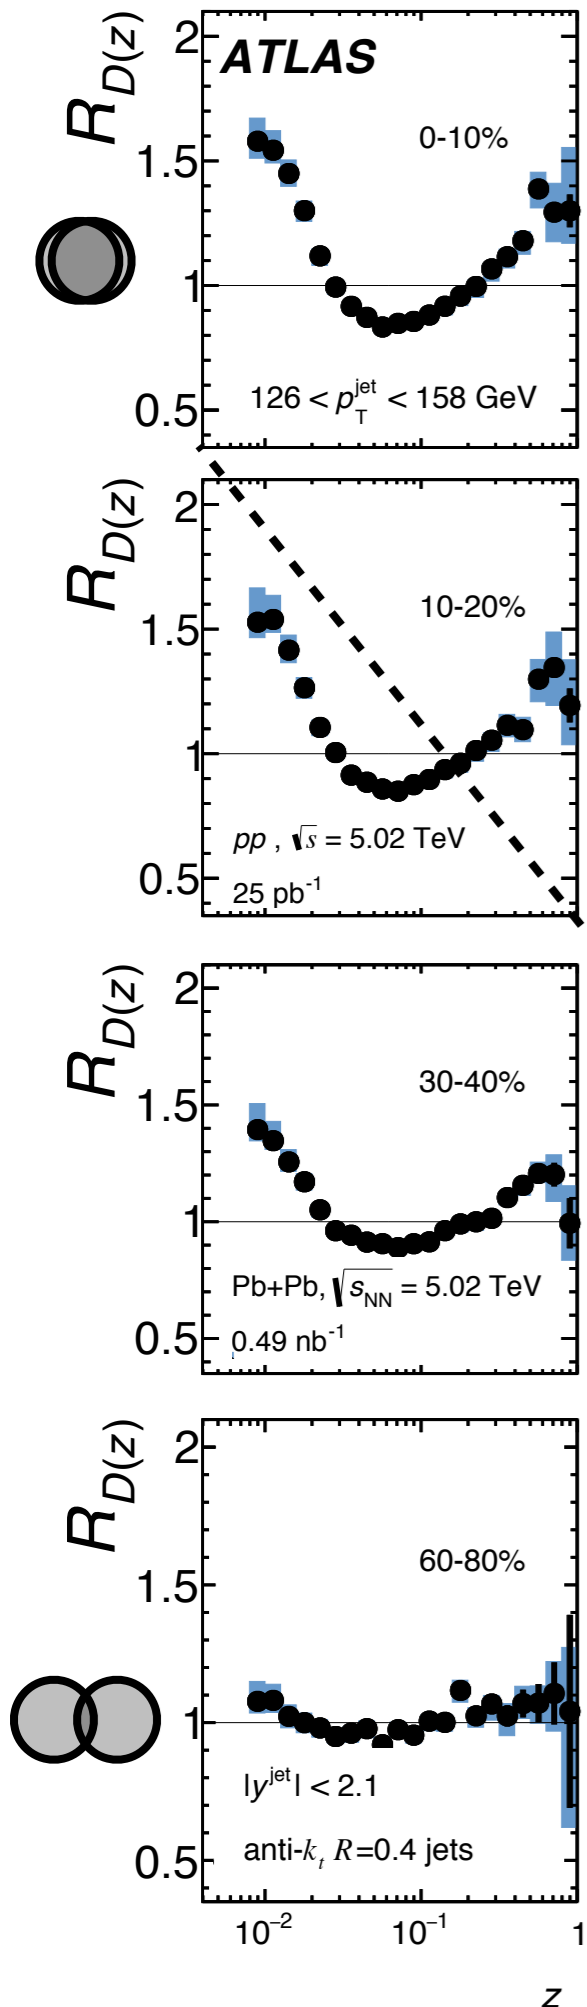 ATLAS
R_D(z)
2
1.5
1
0.5
0-10%
126 < p_T^jet < 158 GeV
R_D(z)
2
1.5
1
0.5
10-20%
pp , √s = 5.02 TeV
25 pb⁻¹
R_D(z)
2
1.5
1
0.5
30-40%
Pb+Pb, √s_NN = 5.02 TeV
0.49 nb⁻¹
R_D(z)
2
1.5
1
0.5
60-80%
|y^jet| < 2.1
anti-k_t R=0.4 jets
10⁻² 10⁻¹ 1
z